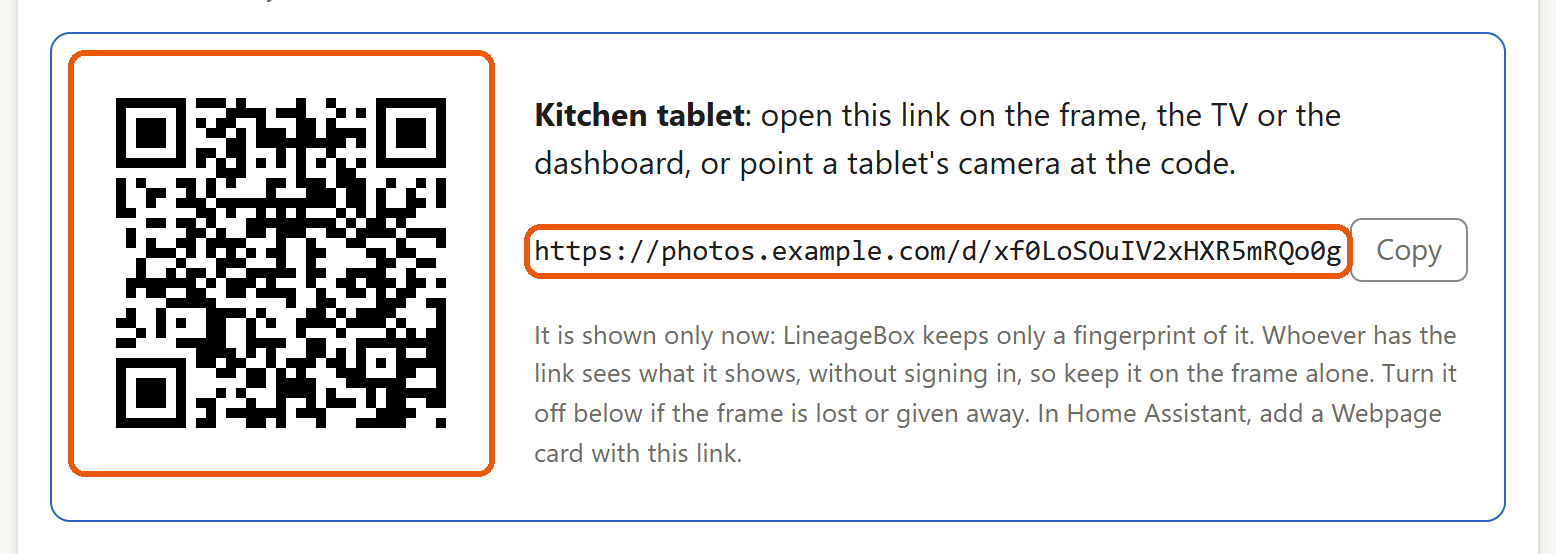 Kitchen tablet: open this link on the frame, the TV or the
dashboard, or point a tablet's camera at the code.
https://photos.example.com/d/xf0LoSOuIV2xHXR5mRQo0g
Copy
It is shown only now: LineageBox keeps only a fingerprint of it. Whoever has the
link sees what it shows, without signing in, so keep it on the frame alone. Turn it
off below if the frame is lost or given away. In Home Assistant, add a Webpage
card with this link.